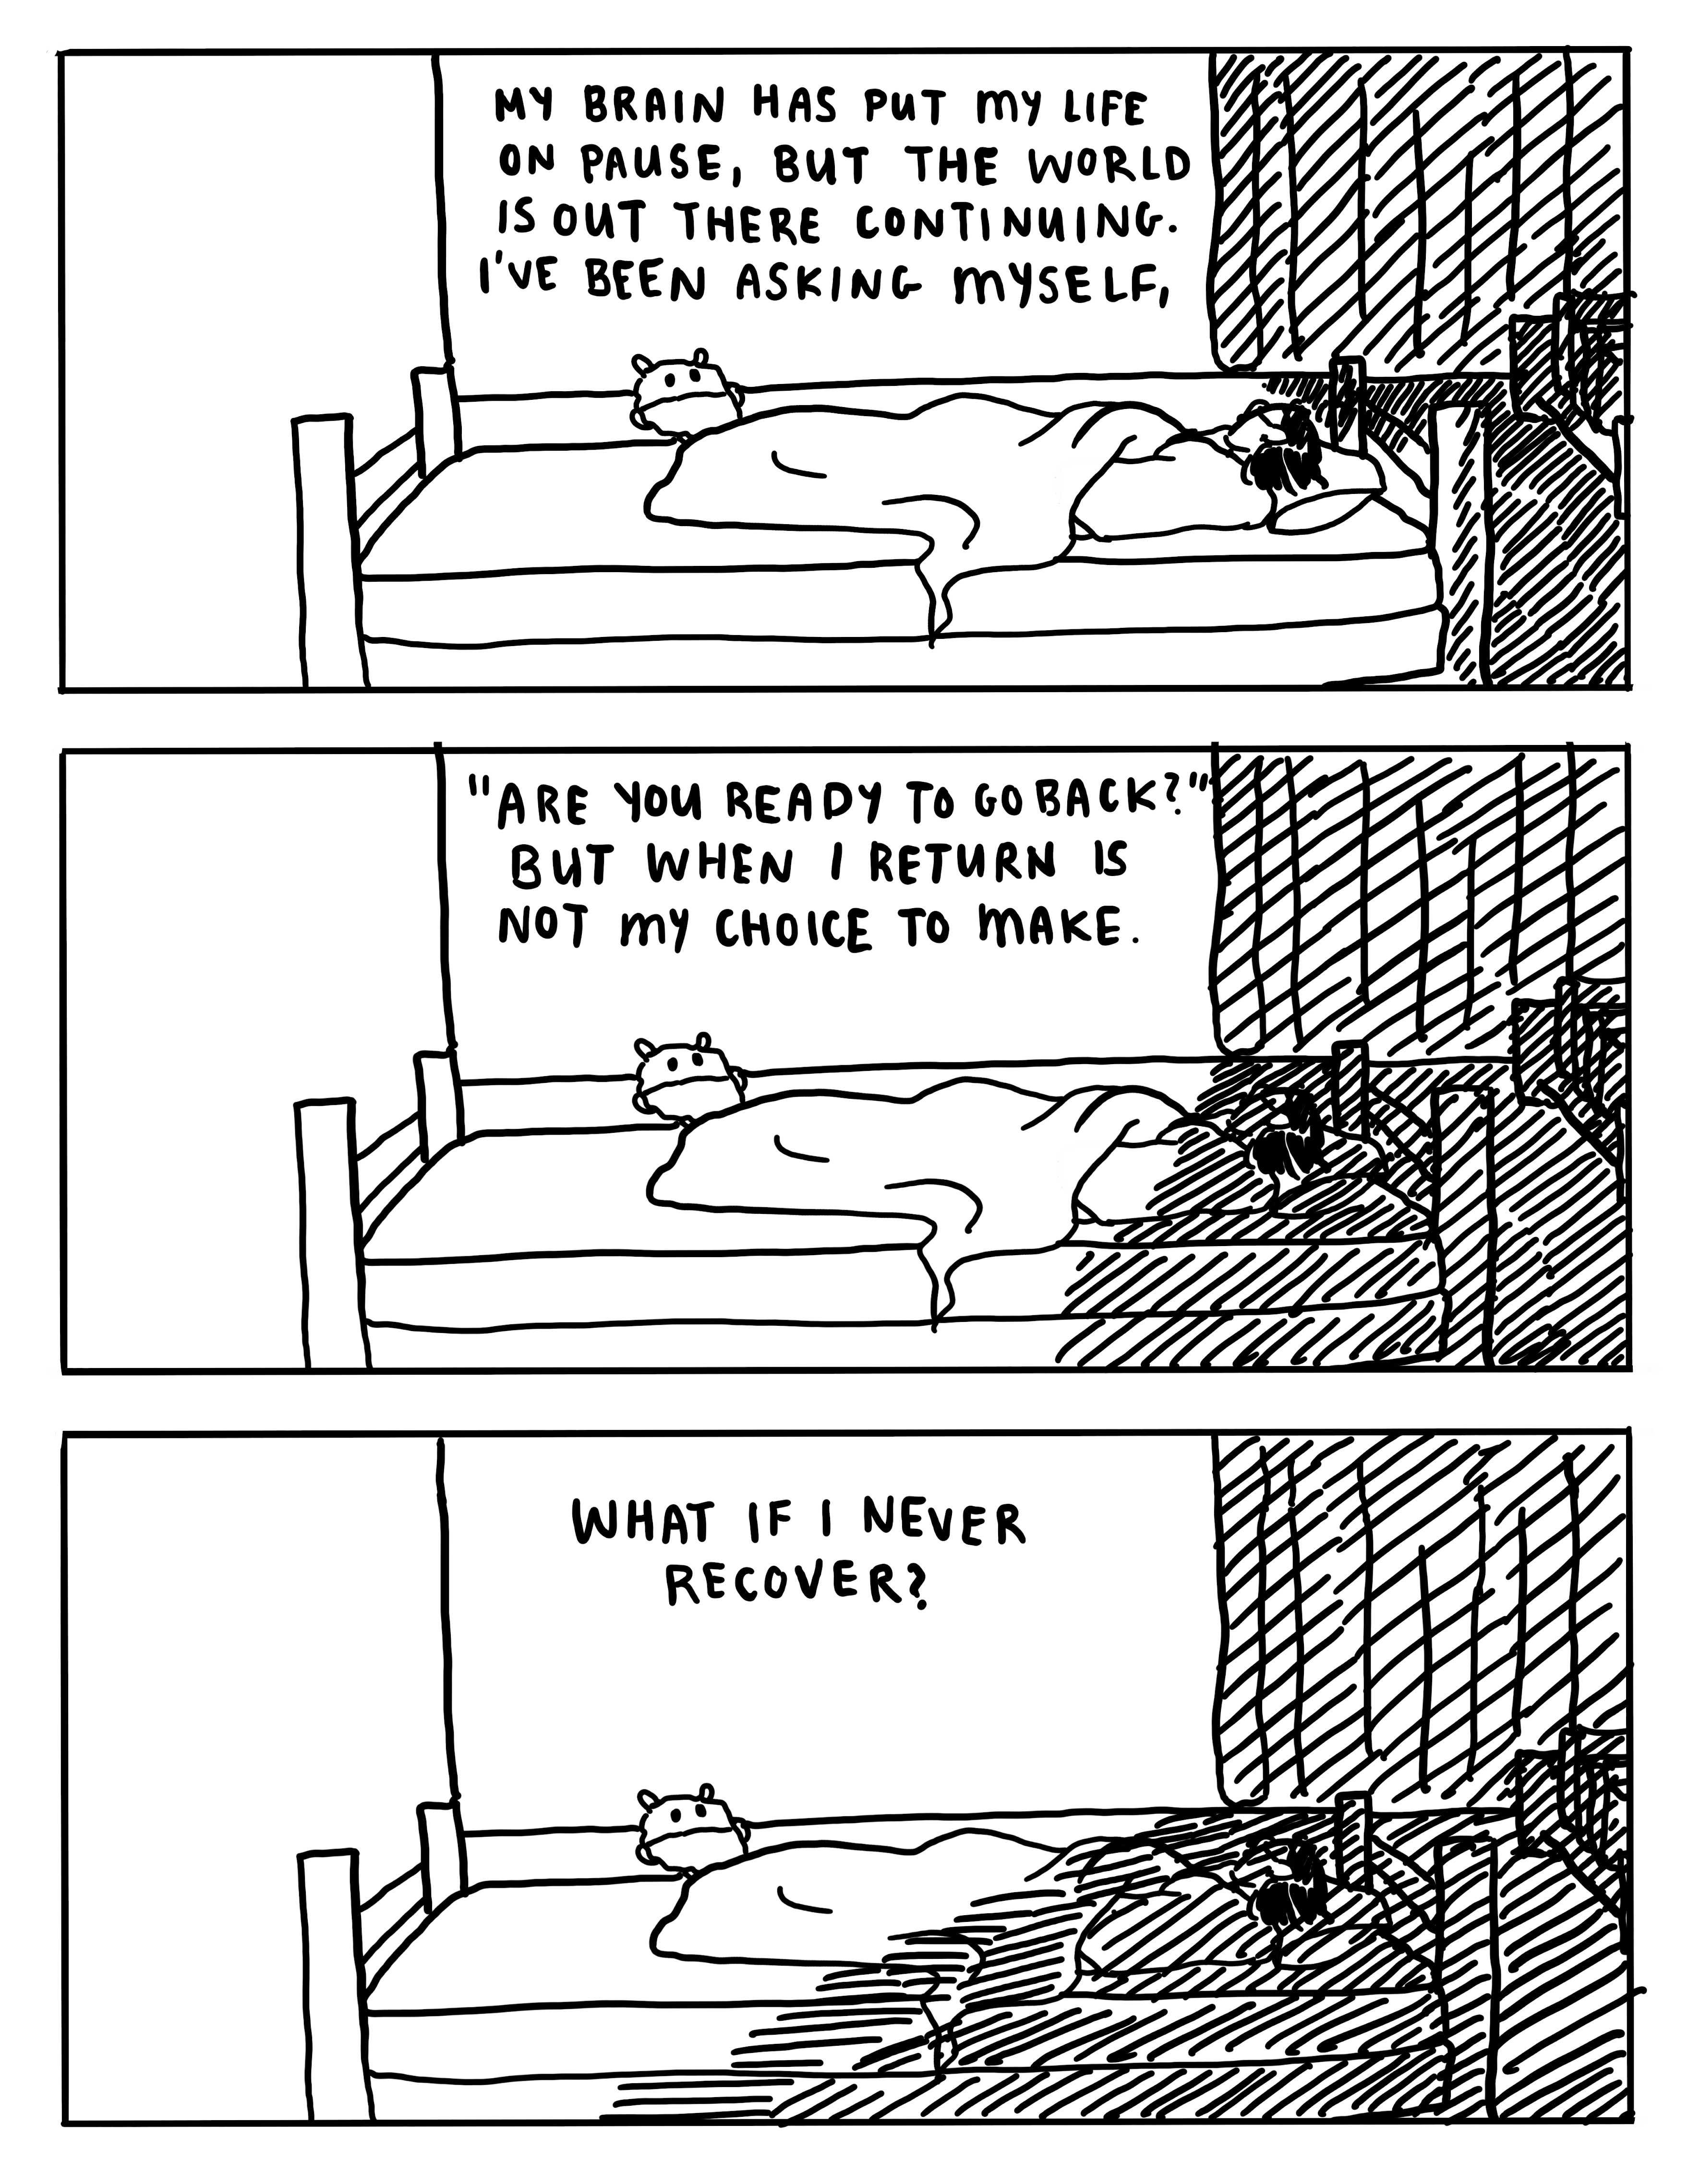 MY BRAIN HAS PUT MY LIFE
ON PAUSE, BUT THE WORLD
IS OUT THERE CONTINUING.
I'VE BEEN ASKING MYSELF,
"ARE YOU READY TO GO BACK?"
BUT WHEN I RETURN IS
NOT MY CHOICE TO MAKE.
WHAT IF I NEVER
RECOVER?